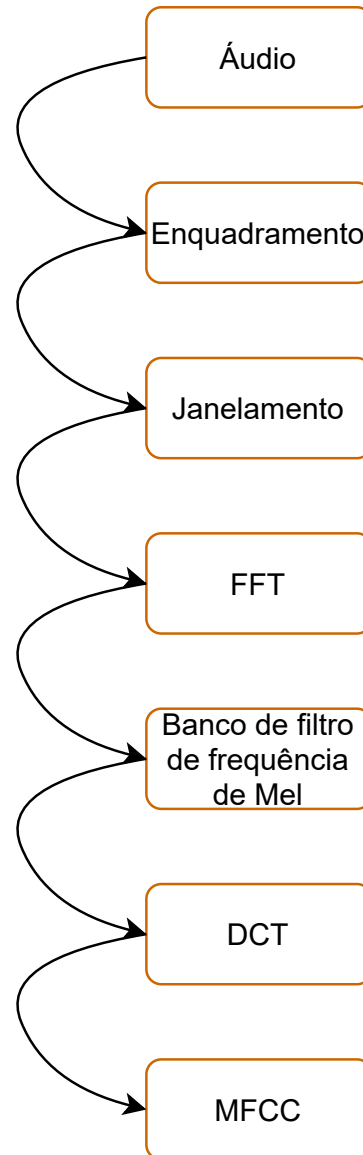 Áudio
Enquadramento
Janelamento
FFT
Banco de filtro
de frequência
de Mel
DCT
MFCC